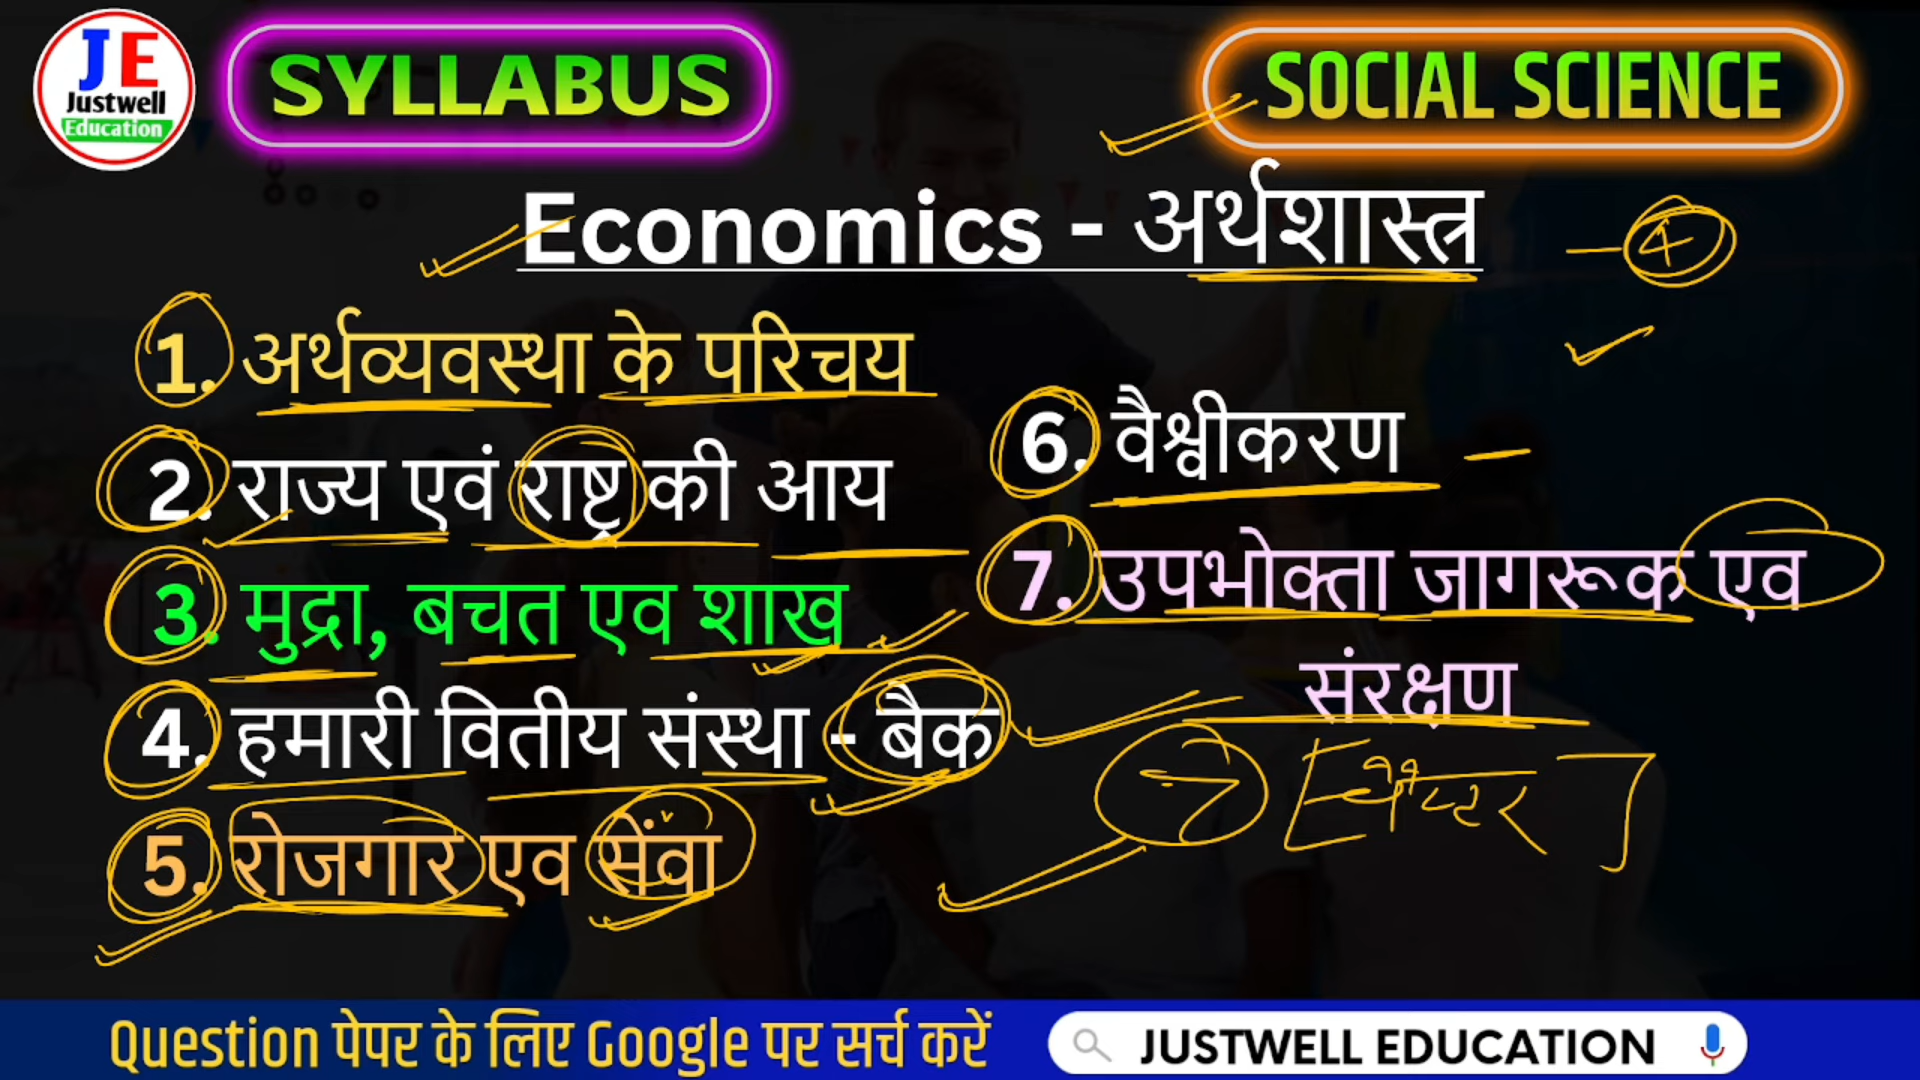 JE
Justwell
Education
SYLLABUS
SOCIAL SCIENCE
Economics - अर्थशास्त्र
4
1. अर्थव्यवस्था के परिचय
2. राज्य एवं राष्ट्र की आय
3. मुद्रा, बचत एव शाख
4. हमारी वितीय संस्था - बैक
5. रोजगार एव सेंवा
6. वैश्वीकरण
7. उपभोक्ता जागरूक एव
संरक्षण
7
Question पेपर के लिए Google पर सर्च करें
JUSTWELL EDUCATION